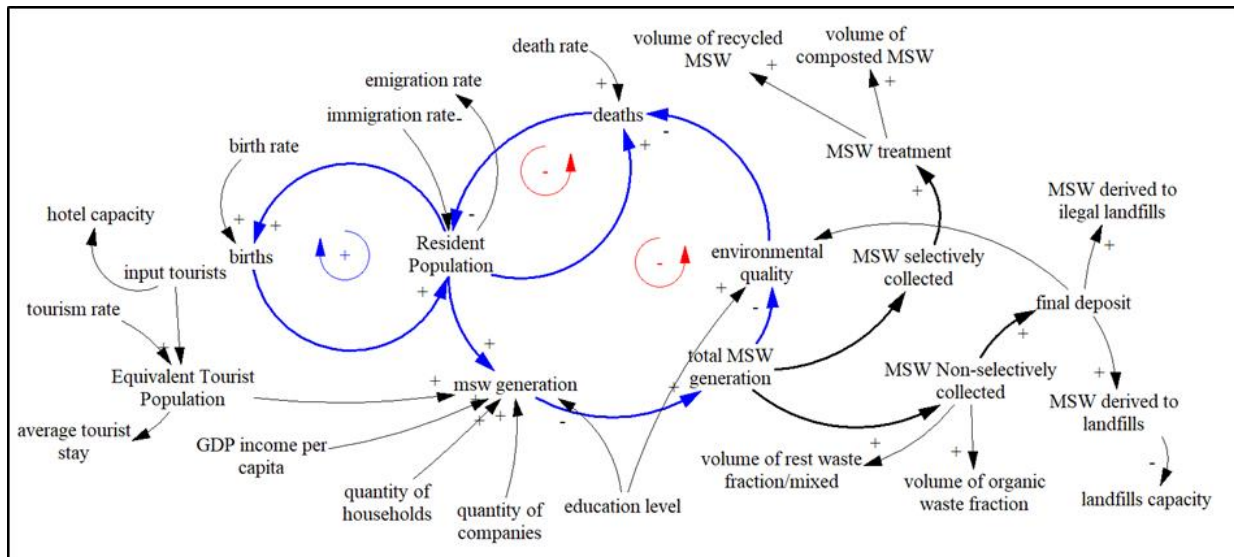 volume of recycled
MSW
volume of
composted MSW
death rate
emigration rate
immigration rate
deaths
birth rate
MSW treatment
MSW derived to
ilegal landfills
hotel capacity
births
Resident
Population
environmental
quality
MSW selectively
collected
input tourists
final deposit
tourism rate
Equivalent Tourist
Population
msw generation
total MSW
generation
MSW Non-selectively
collected
MSW derived to
landfills
average tourist
stay
GDP income per
capita
volume of rest waste
fraction/mixed
volume of organic
waste fraction
landfills capacity
quantity of
households
quantity of
companies
education level